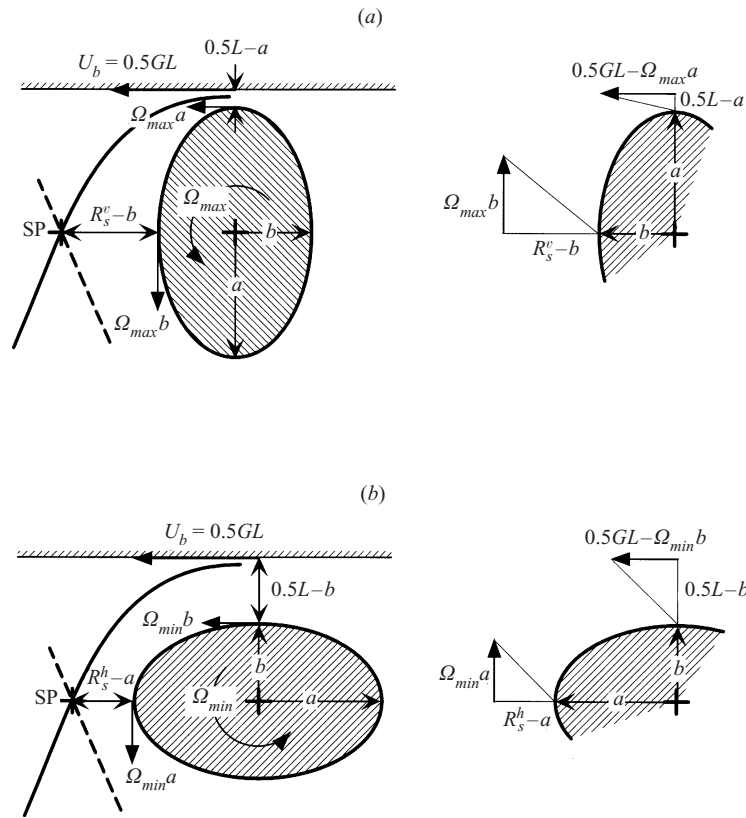 (a)
U_b = 0.5GL
0.5L–a
Ω_max a
Ω_max
SP
R_s^v–b
b
a
Ω_max b
0.5GL–Ω_max a
0.5L–a
a
Ω_max b
b
R_s^v–b
(b)
U_b = 0.5GL
0.5L–b
Ω_min b
b
SP
R_s^h–a
Ω_min
a
Ω_min a
0.5GL–Ω_min b
0.5L–b
Ω_min a
b
a
R_s^h–a